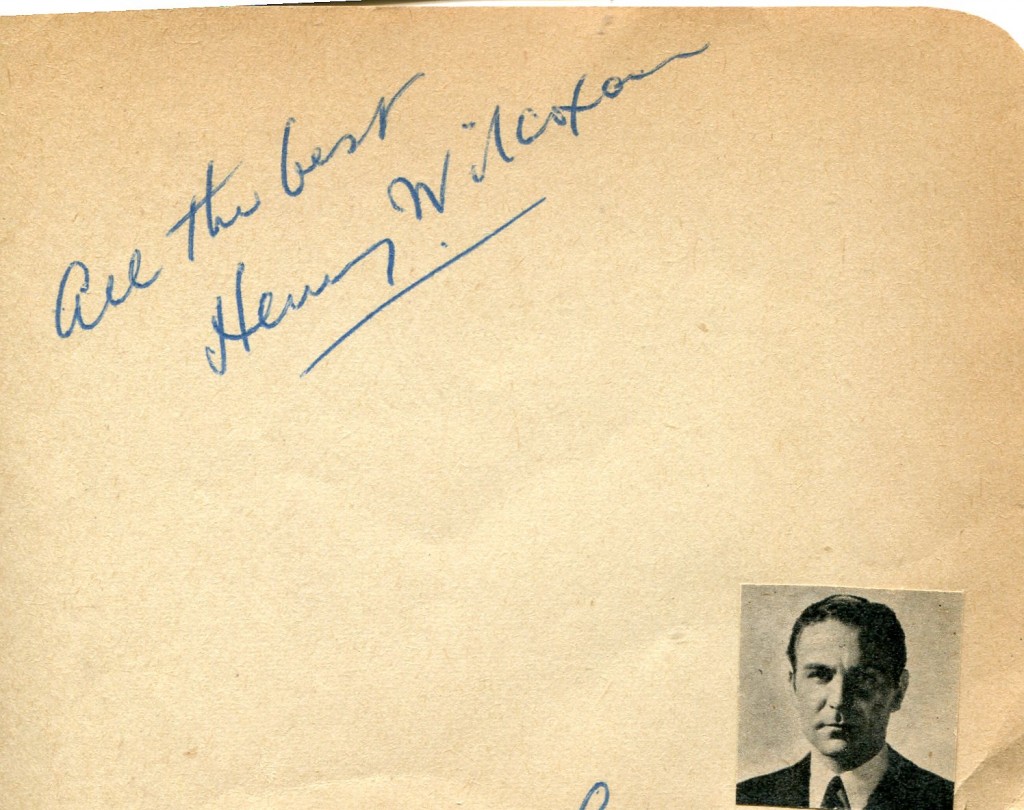 All the best
Henry Wilcoxon